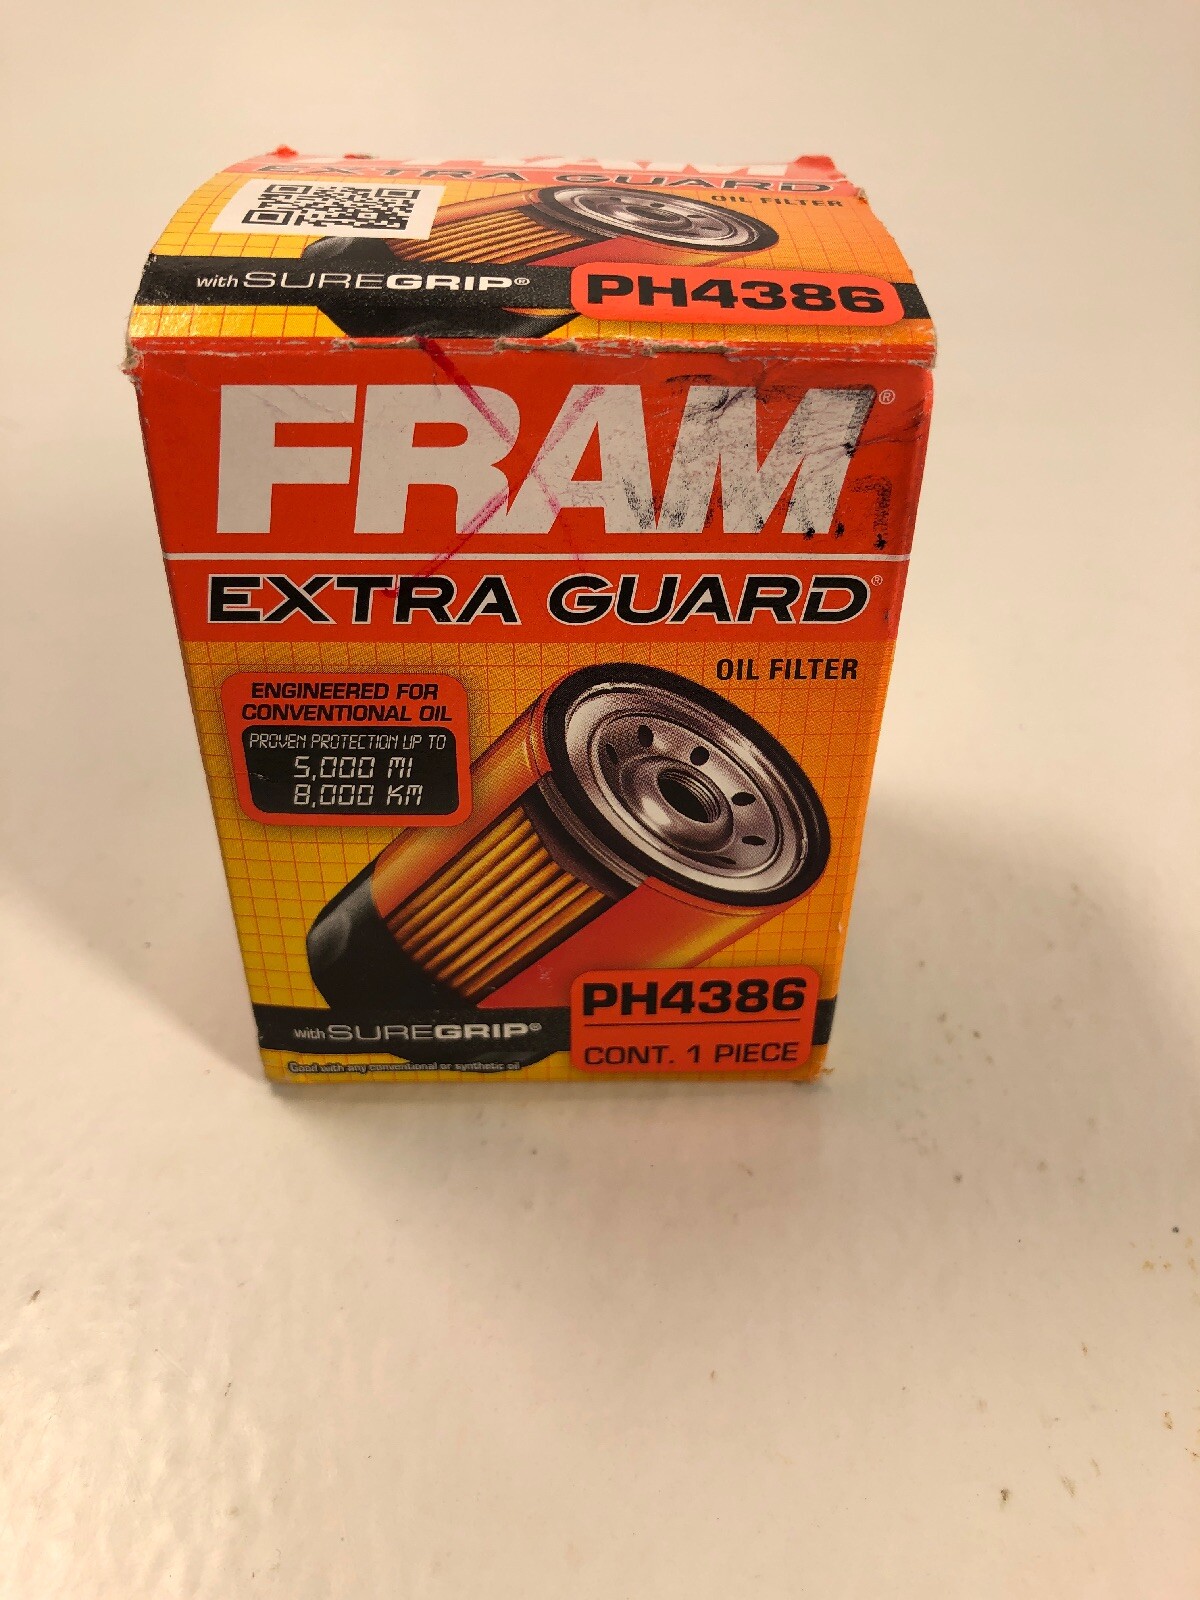 FRAM
EXTRA GUARD
OIL FILTER
with SUREGRIP®
PH4386
FRAM®
EXTRA GUARD®
OIL FILTER
ENGINEERED FOR
CONVENTIONAL OIL
PROVEN PROTECTION UP TO
5,000 MI
8,000 KM
PH4386
CONT. 1 PIECE
with SUREGRIP®
Good with any conventional or synthetic oil